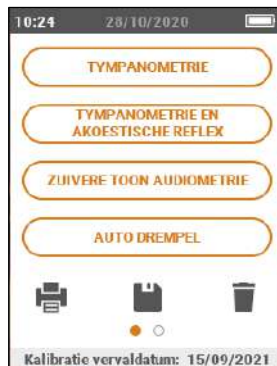 10:24 28/10/2020
TYMPANOMETRIE
TYMPANOMETRIE EN
AKOESTISCHE REFLEX
ZUIVERE TOON AUDIOMETRIE
AUTO DREMPEL
Kalibratie vervaldatum: 15/09/2021